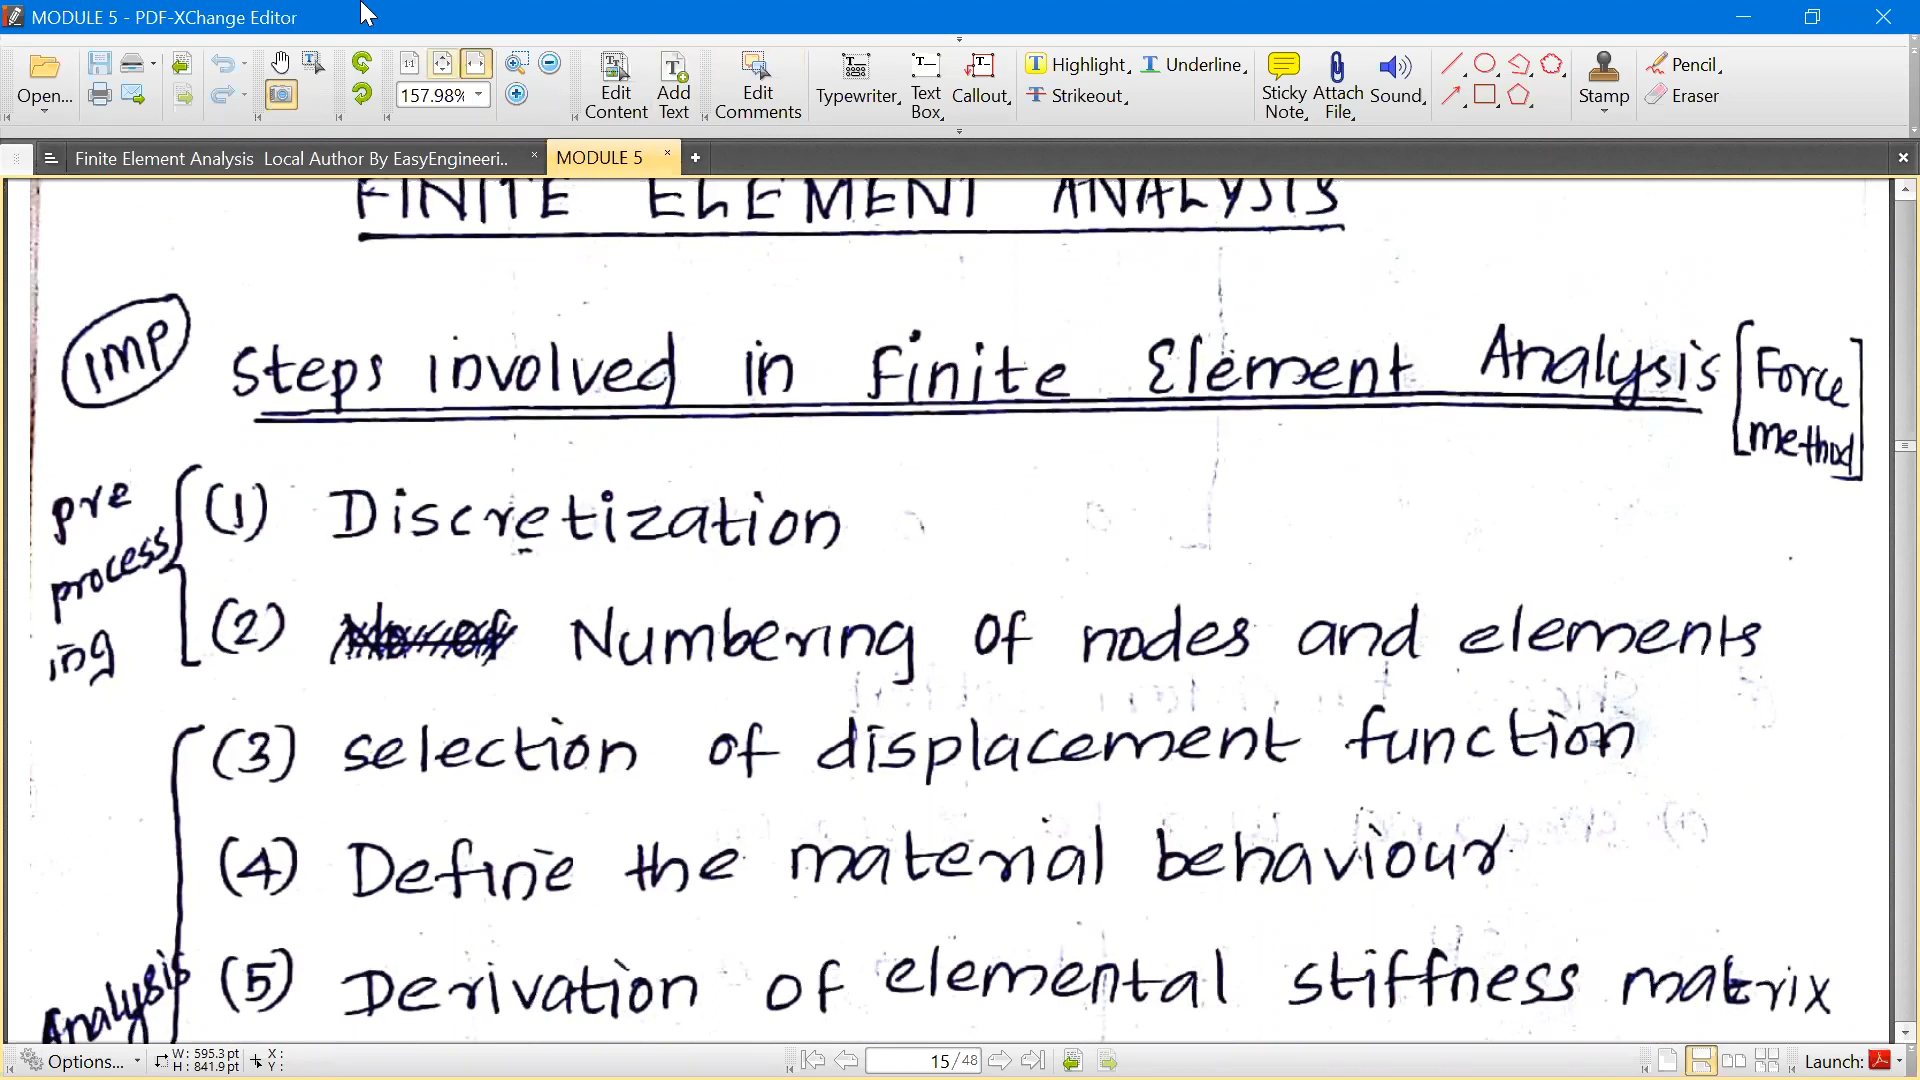 MODULE 5 - PDF-XChange Editor
Open...
1:1
157.98%
Edit Content
Add Text
Edit Comments
Typewriter
Text Box
Callout
Highlight
Strikeout
Underline
Sticky Note
Attach File
Sound
Stamp
Pencil
Eraser
Finite Element Analysis Local Author By EasyEngineeri..
MODULE 5
FINITE ELEMENT ANALYSIS
IMP
Steps involved in Finite Element Analysis [Force method]
pre processing
(1) Discretization
(2) Numbering of nodes and elements
(3) selection of displacement function
(4) Define the material behaviour
Analysis
(5) Derivation of elemental stiffness matrix
Options...
W: 595.3 pt
H: 841.9 pt
X:
Y:
15 / 48
Launch: